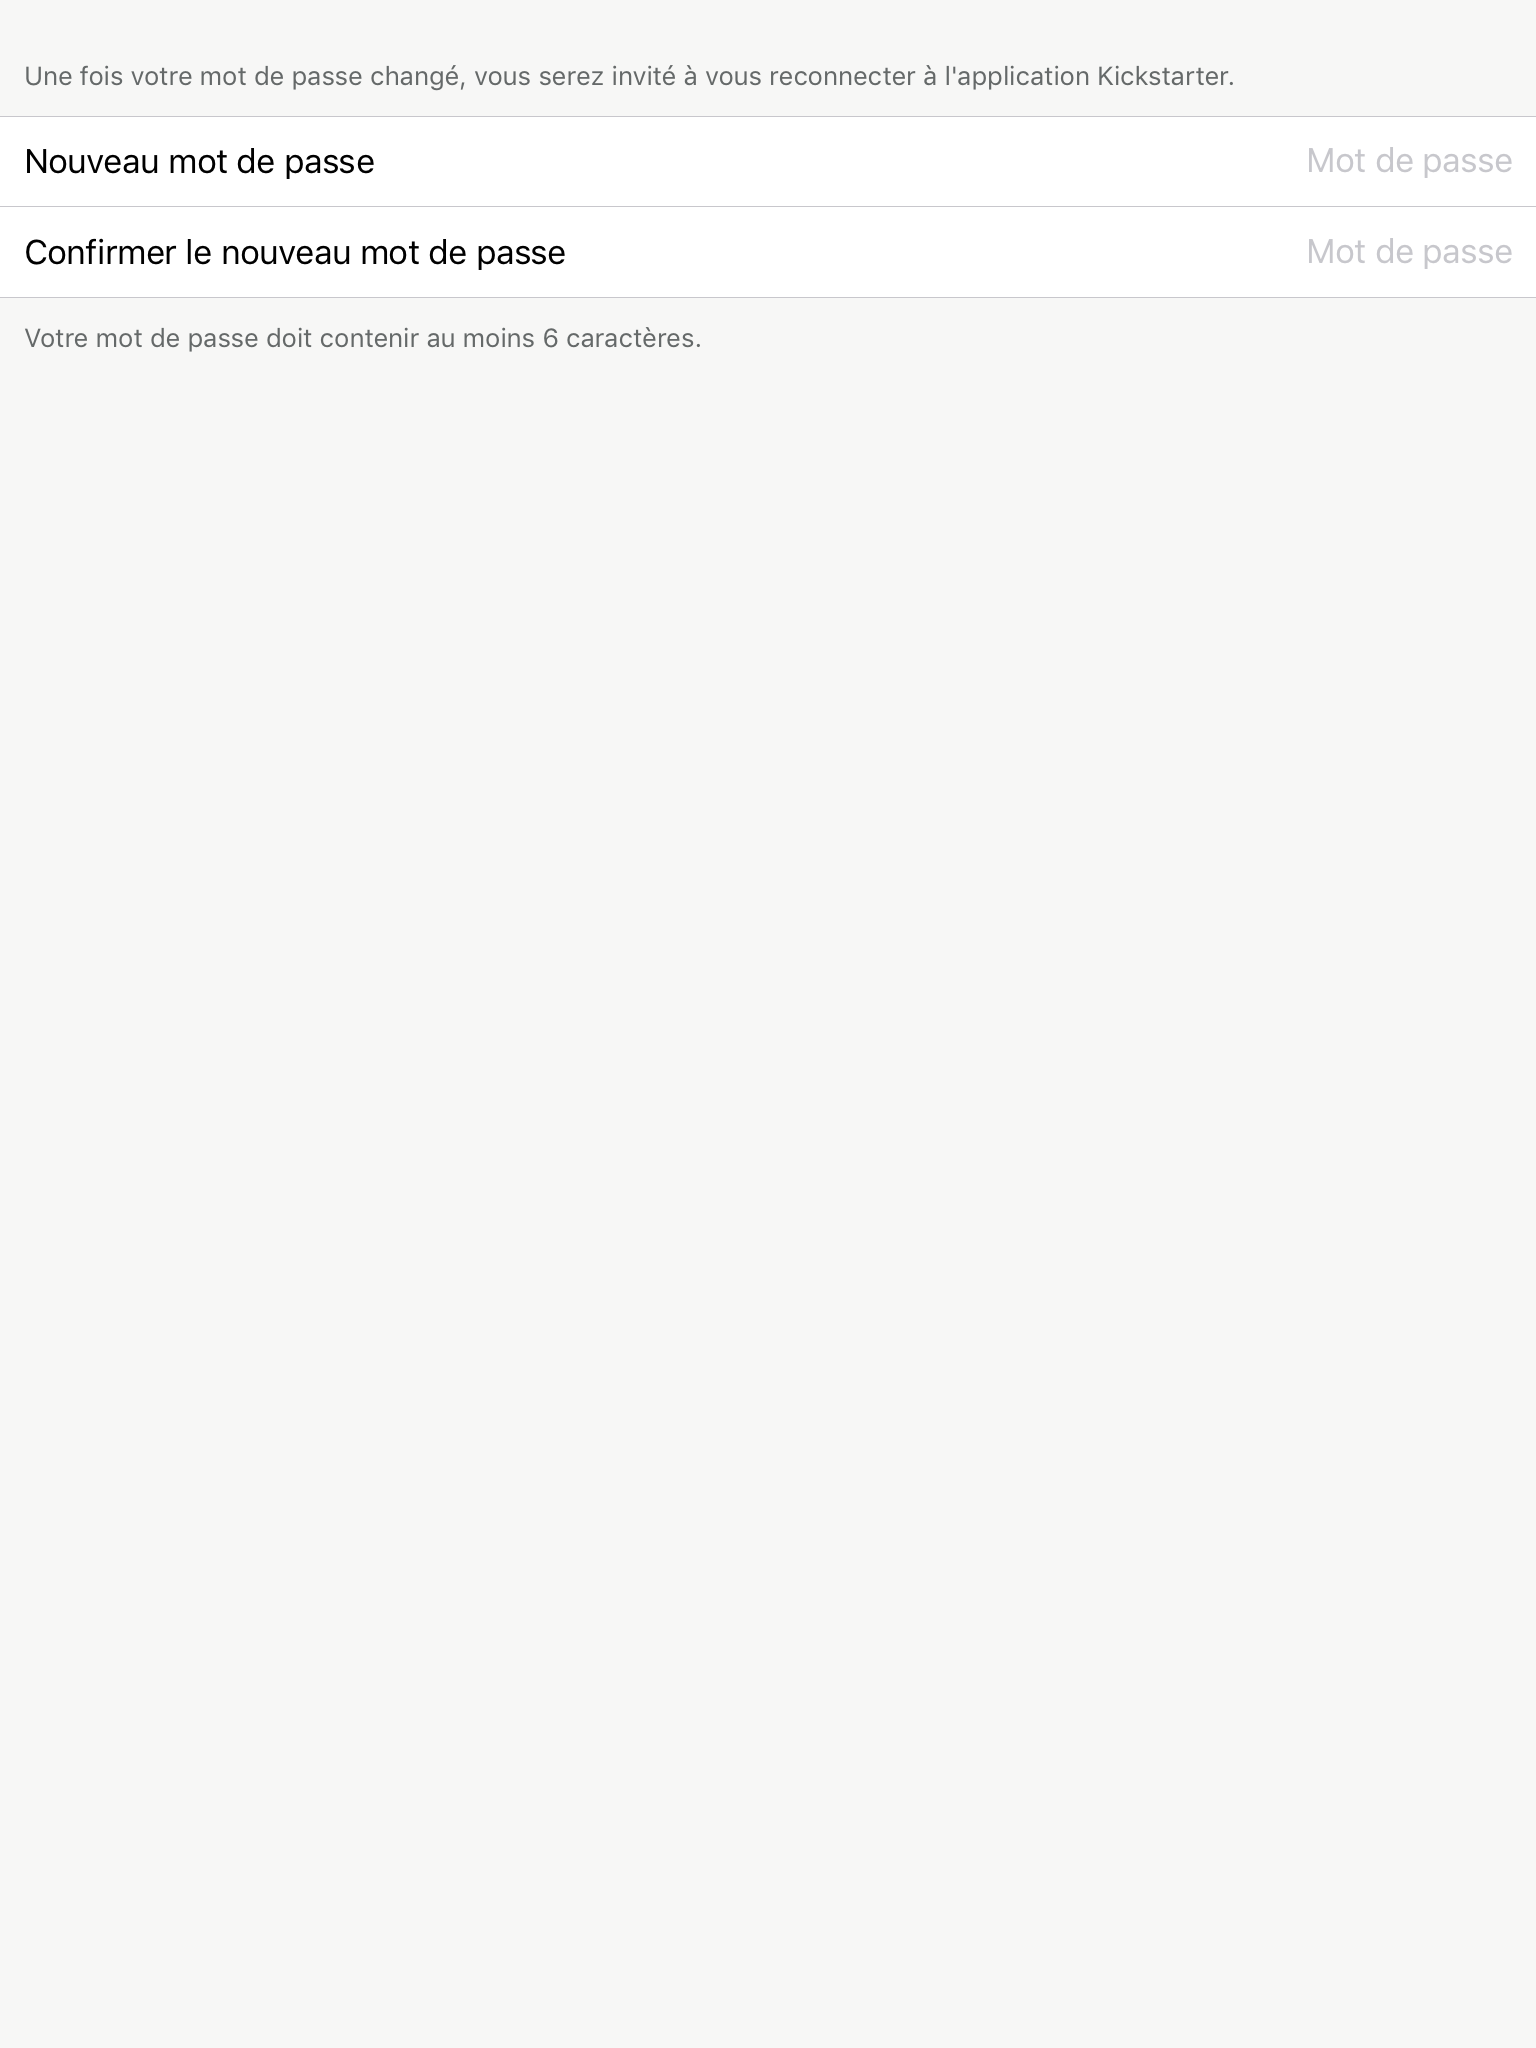 Une fois votre mot de passe changé, vous serez invité à vous reconnecter à l'application Kickstarter.
Nouveau mot de passe Mot de passe
Confirmer le nouveau mot de passe Mot de passe
Votre mot de passe doit contenir au moins 6 caractères.